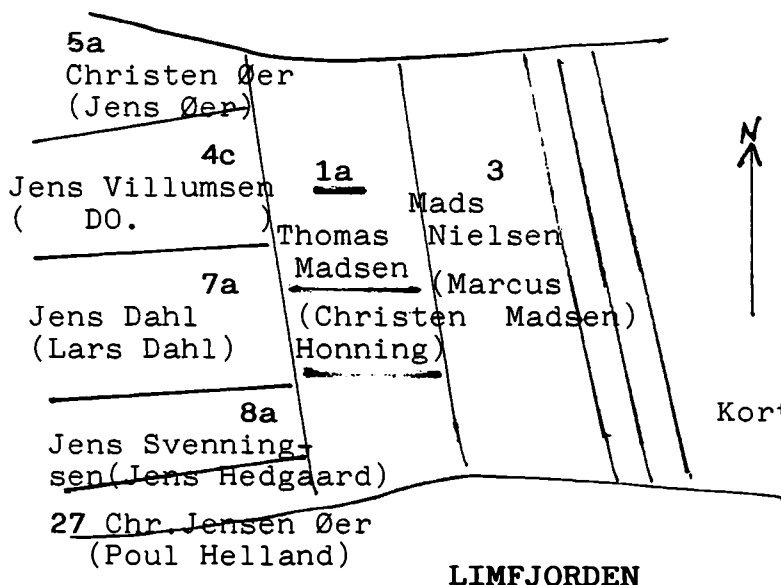 5a
Christen Øer
(Jens Øer)
4c
Jens Villumsen
( DO. )
7a
Jens Dahl
(Lars Dahl)
8a
Jens Svenning-
sen(Jens Hedgaard)
27 Chr.Jensen Øer
(Poul Helland)
1a
Thomas
Madsen
(Christen
Honning)
3
Mads
Nielsen
(Marcus
Madsen)
N
Kort
LIMFJORDEN